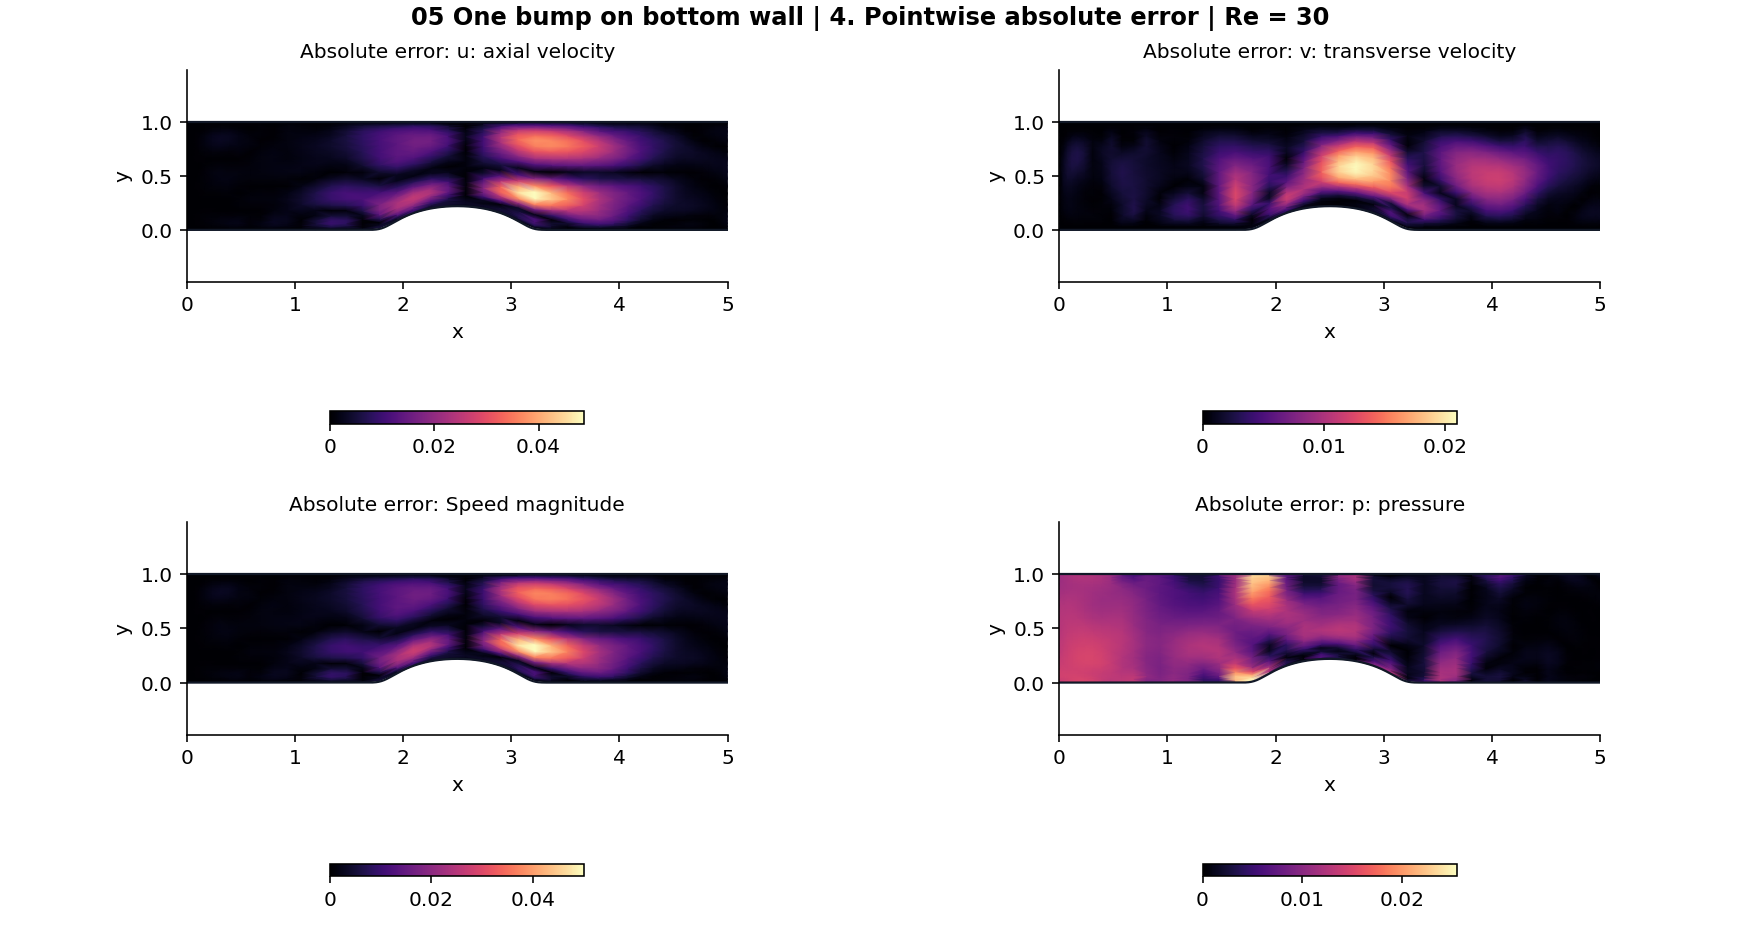 05 One bump on bottom wall | 4. Pointwise absolute error | Re = 30
Absolute error: u: axial velocity
1.0
0.5
0.0
y
0 1 2 3 4 5
x
0 0.02 0.04
Absolute error: v: transverse velocity
1.0
0.5
0.0
y
0 1 2 3 4 5
x
0 0.01 0.02
Absolute error: Speed magnitude
1.0
0.5
0.0
y
0 1 2 3 4 5
x
0 0.02 0.04
Absolute error: p: pressure
1.0
0.5
0.0
y
0 1 2 3 4 5
x
0 0.01 0.02